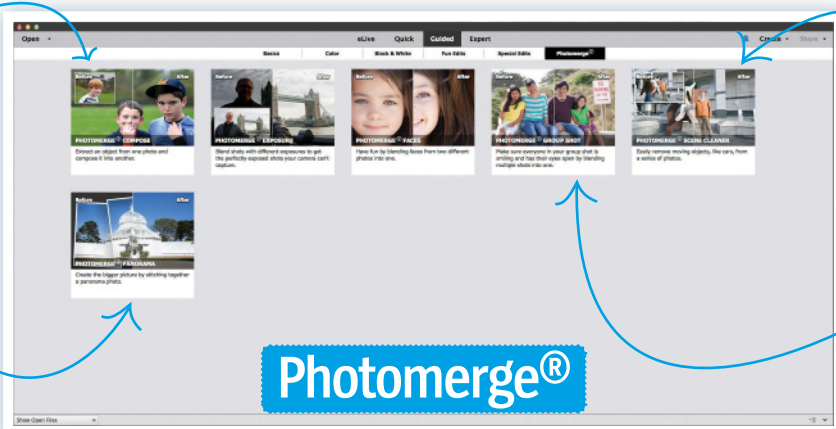 Open
eLive Quick Guided Expert
Create Share
Basics Color Black & White Fun Edits Special Edits Photomerge®
Before After
Before After
Before After
Before After
Before After
PHOTOMERGE® COMPOSE
PHOTOMERGE® EXPOSURE
PHOTOMERGE® FACES
PHOTOMERGE® GROUP SHOT
PHOTOMERGE® SCENE CLEANER
Extract an object from one photo and
compose it into another.
Blend shots with different exposures to get
the perfectly exposed shots your camera can't
capture.
Have fun by blending faces from two different
photos into one.
Make sure everyone in your group shot is
smiling and has their eyes open by blending
multiple shots into one.
Easily remove moving objects, like cars, from
a series of photos.
Before After
PHOTOMERGE® PANORAMA
Create the bigger picture by stitching together
a panorama photo.
Photomerge®
Show Open Files